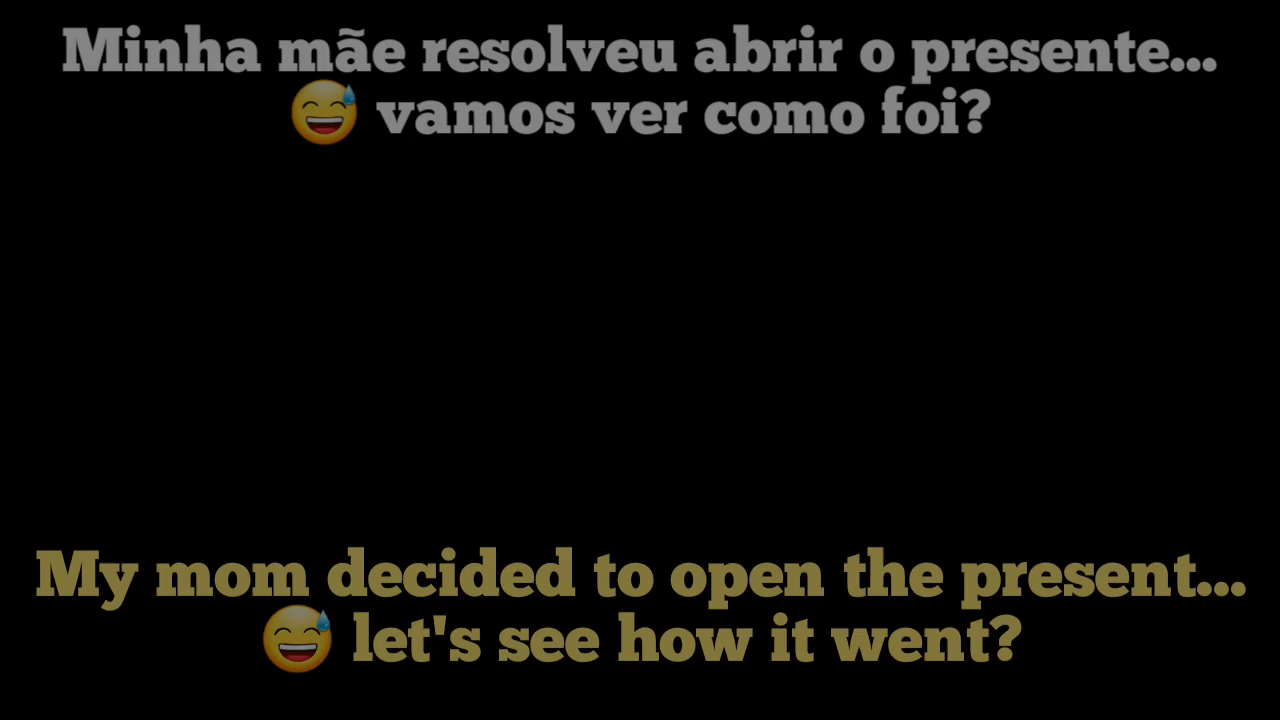 Minha mãe resolveu abrir o presente...
😅 vamos ver como foi?
My mom decided to open the present...
😅 let's see how it went?